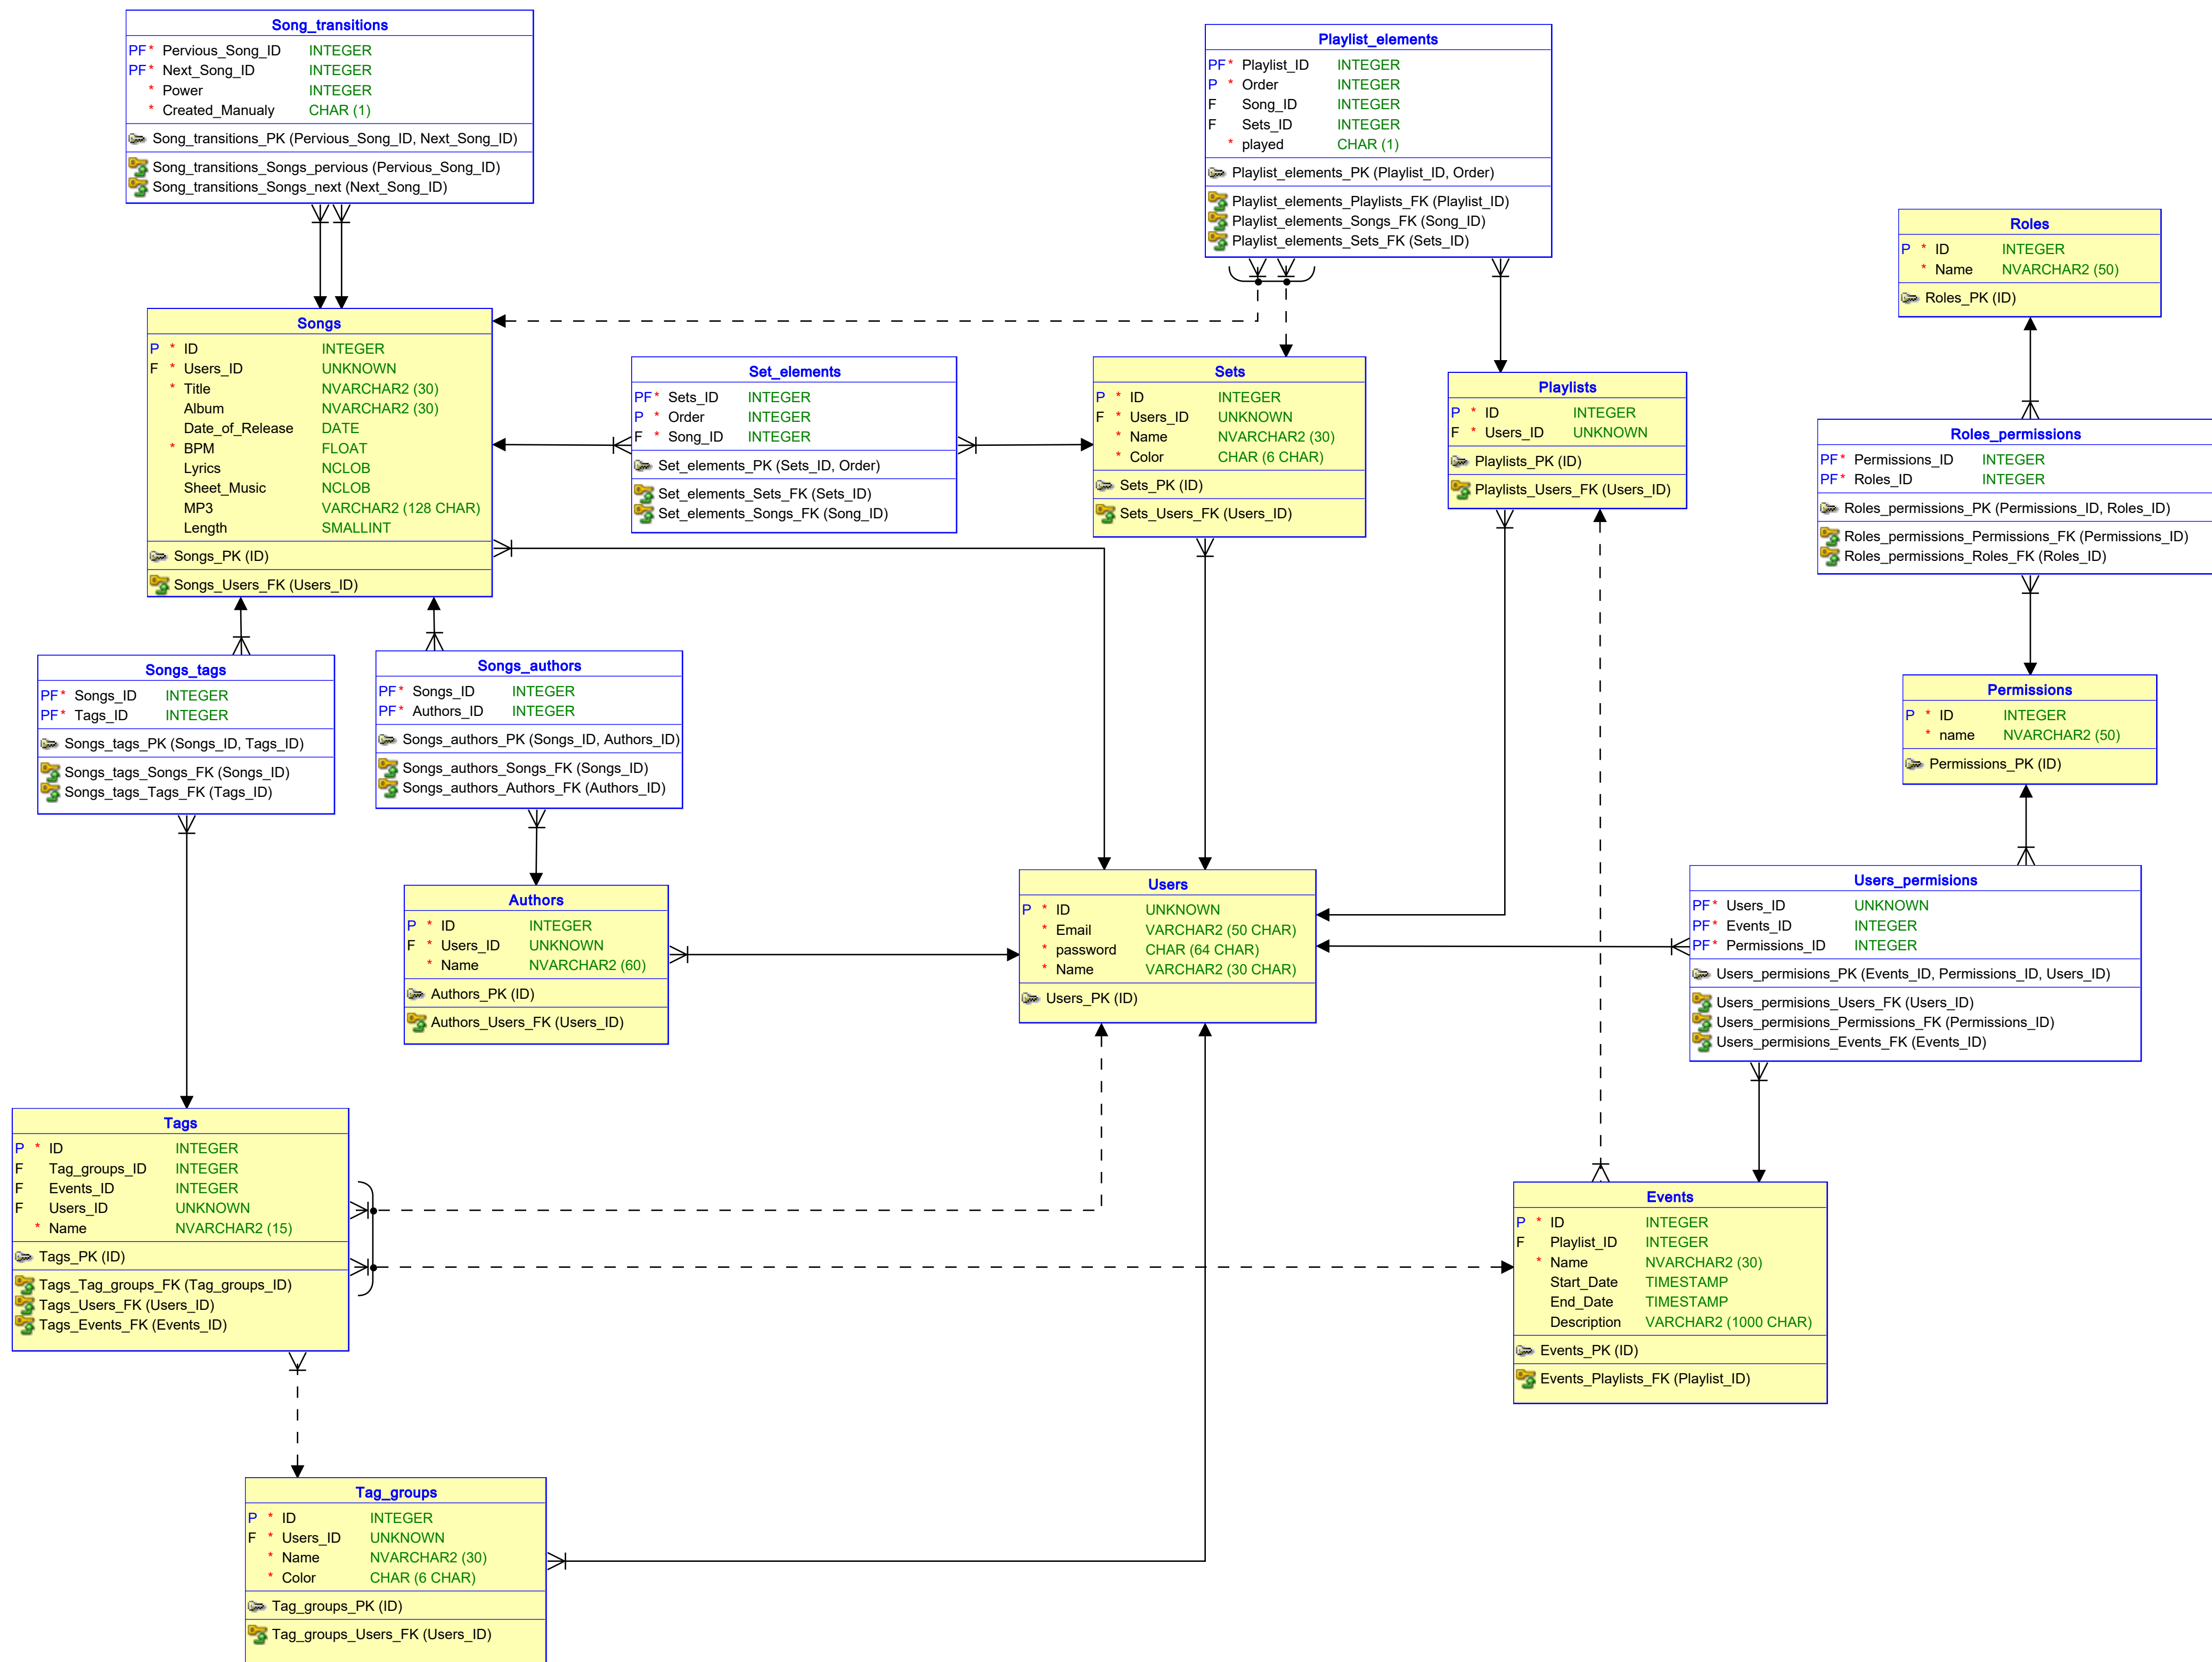 Song_transitions
PF* Pervious_Song_ID INTEGER
PF* Next_Song_ID INTEGER
* Power INTEGER
* Created_Manualy CHAR (1)
Song_transitions_PK (Pervious_Song_ID, Next_Song_ID)
Song_transitions_Songs_pervious (Pervious_Song_ID)
Song_transitions_Songs_next (Next_Song_ID)
Playlist_elements
PF* Playlist_ID INTEGER
P * Order INTEGER
F Song_ID INTEGER
F Sets_ID INTEGER
* played CHAR (1)
Playlist_elements_PK (Playlist_ID, Order)
Playlist_elements_Playlists_FK (Playlist_ID)
Playlist_elements_Songs_FK (Song_ID)
Playlist_elements_Sets_FK (Sets_ID)
Roles
P * ID INTEGER
* Name NVARCHAR2 (50)
Roles_PK (ID)
Songs
P * ID INTEGER
F * Users_ID UNKNOWN
* Title NVARCHAR2 (30)
Album NVARCHAR2 (30)
Date_of_Release DATE
* BPM FLOAT
Lyrics NCLOB
Sheet_Music NCLOB
MP3 VARCHAR2 (128 CHAR)
Length SMALLINT
Songs_PK (ID)
Songs_Users_FK (Users_ID)
Set_elements
PF* Sets_ID INTEGER
P * Order INTEGER
F * Song_ID INTEGER
Set_elements_PK (Sets_ID, Order)
Set_elements_Sets_FK (Sets_ID)
Set_elements_Songs_FK (Song_ID)
Sets
P * ID INTEGER
F * Users_ID UNKNOWN
* Name NVARCHAR2 (30)
* Color CHAR (6 CHAR)
Sets_PK (ID)
Sets_Users_FK (Users_ID)
Playlists
P * ID INTEGER
F * Users_ID UNKNOWN
Playlists_PK (ID)
Playlists_Users_FK (Users_ID)
Roles_permissions
PF* Permissions_ID INTEGER
PF* Roles_ID INTEGER
Roles_permissions_PK (Permissions_ID, Roles_ID)
Roles_permissions_Permissions_FK (Permissions_ID)
Roles_permissions_Roles_FK (Roles_ID)
Songs_tags
PF* Songs_ID INTEGER
PF* Tags_ID INTEGER
Songs_tags_PK (Songs_ID, Tags_ID)
Songs_tags_Songs_FK (Songs_ID)
Songs_tags_Tags_FK (Tags_ID)
Songs_authors
PF* Songs_ID INTEGER
PF* Authors_ID INTEGER
Songs_authors_PK (Songs_ID, Authors_ID)
Songs_authors_Songs_FK (Songs_ID)
Songs_authors_Authors_FK (Authors_ID)
Permissions
P * ID INTEGER
* name NVARCHAR2 (50)
Permissions_PK (ID)
Authors
P * ID INTEGER
F * Users_ID UNKNOWN
* Name NVARCHAR2 (60)
Authors_PK (ID)
Authors_Users_FK (Users_ID)
Users
P * ID UNKNOWN
* Email VARCHAR2 (50 CHAR)
* password CHAR (64 CHAR)
* Name VARCHAR2 (30 CHAR)
Users_PK (ID)
Users_permisions
PF* Users_ID UNKNOWN
PF* Events_ID INTEGER
PF* Permissions_ID INTEGER
Users_permisions_PK (Events_ID, Permissions_ID, Users_ID)
Users_permisions_Users_FK (Users_ID)
Users_permisions_Permissions_FK (Permissions_ID)
Users_permisions_Events_FK (Events_ID)
Tags
P * ID INTEGER
F Tag_groups_ID INTEGER
F Events_ID INTEGER
F Users_ID UNKNOWN
* Name NVARCHAR2 (15)
Tags_PK (ID)
Tags_Tag_groups_FK (Tag_groups_ID)
Tags_Users_FK (Users_ID)
Tags_Events_FK (Events_ID)
Events
P * ID INTEGER
F Playlist_ID INTEGER
* Name NVARCHAR2 (30)
Start_Date TIMESTAMP
End_Date TIMESTAMP
Description VARCHAR2 (1000 CHAR)
Events_PK (ID)
Events_Playlists_FK (Playlist_ID)
Tag_groups
P * ID INTEGER
F * Users_ID UNKNOWN
* Name NVARCHAR2 (30)
* Color CHAR (6 CHAR)
Tag_groups_PK (ID)
Tag_groups_Users_FK (Users_ID)